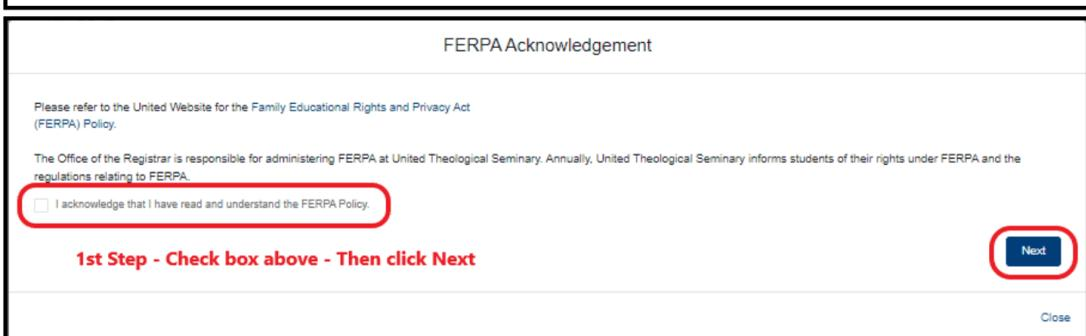 FERPA Acknowledgement
Please refer to the United Website for the Family Educational Rights and Privacy Act
(FERPA) Policy.
The Office of the Registrar is responsible for administering FERPA at United Theological Seminary. Annually, United Theological Seminary informs students of their rights under FERPA and the
regulations relating to FERPA.
I acknowledge that I have read and understand the FERPA Policy.
1st Step - Check box above - Then click Next
Next
Close